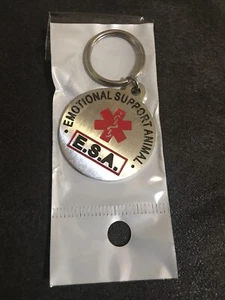 • EMOTIONAL SUPPORT ANIMAL •
E.S.A.